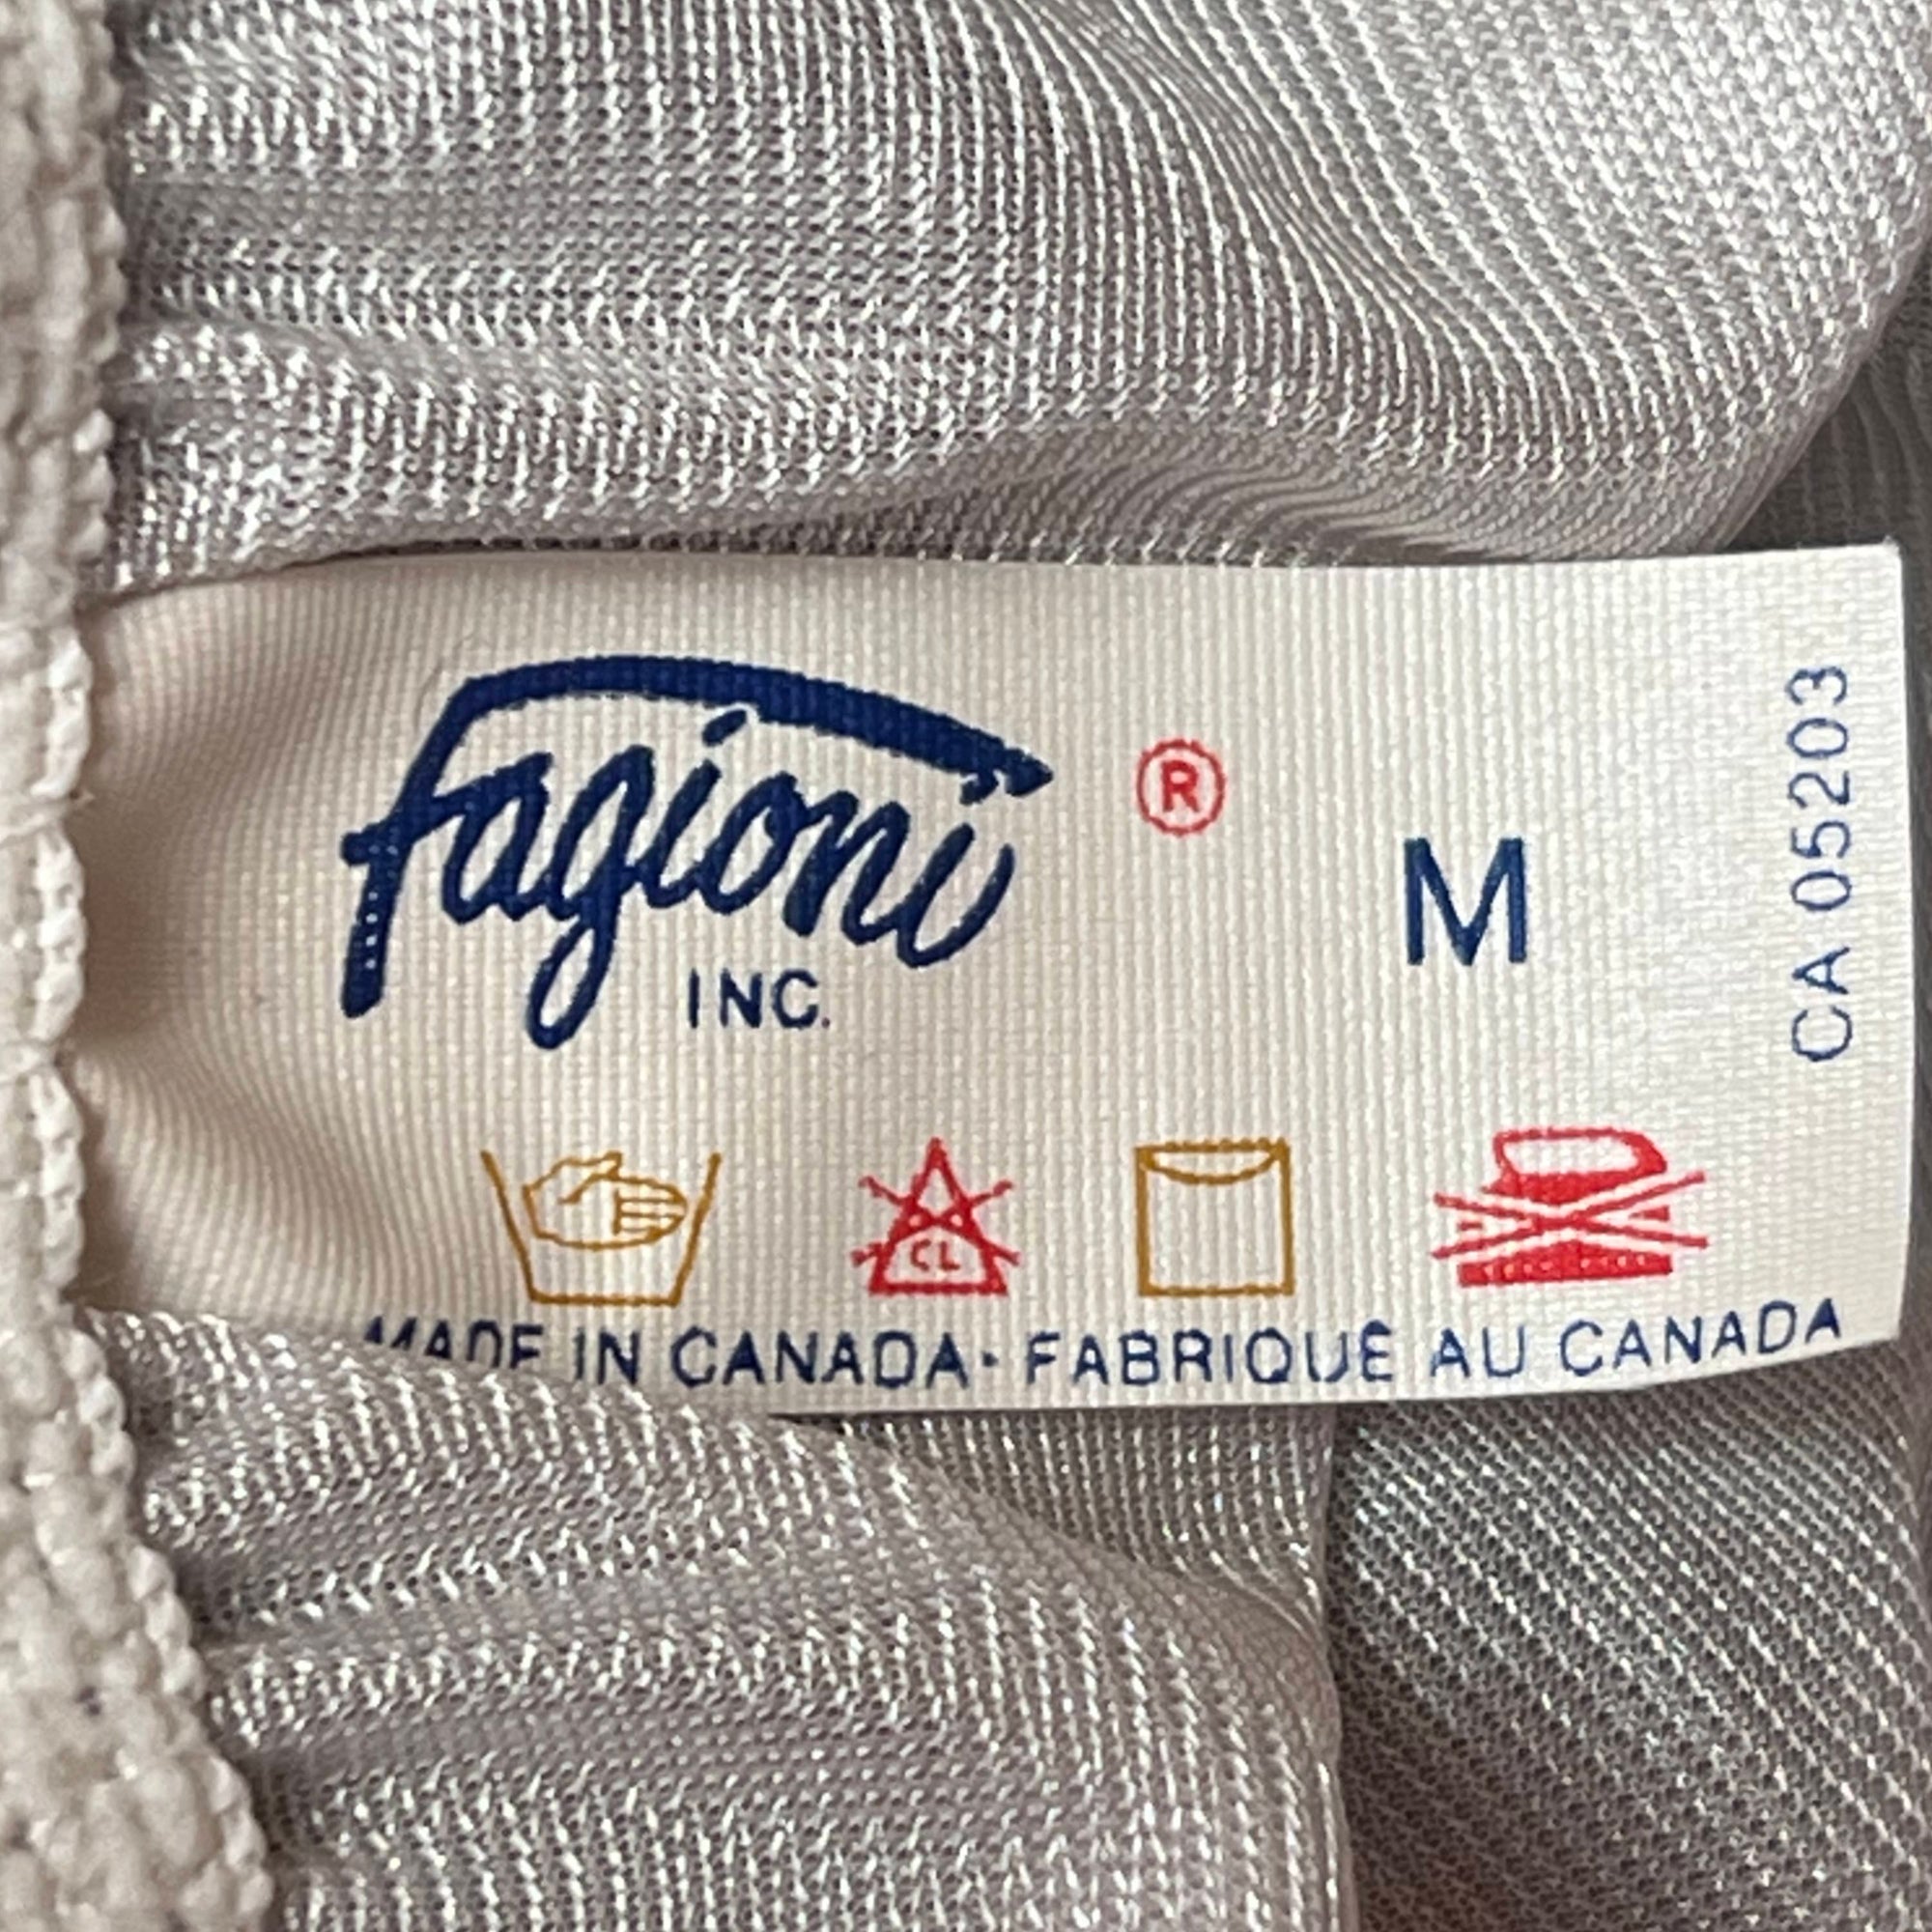 Fagioni ®
INC.
M
CA 05203
CL
MADE IN CANADA · FABRIQUÉ AU CANADA